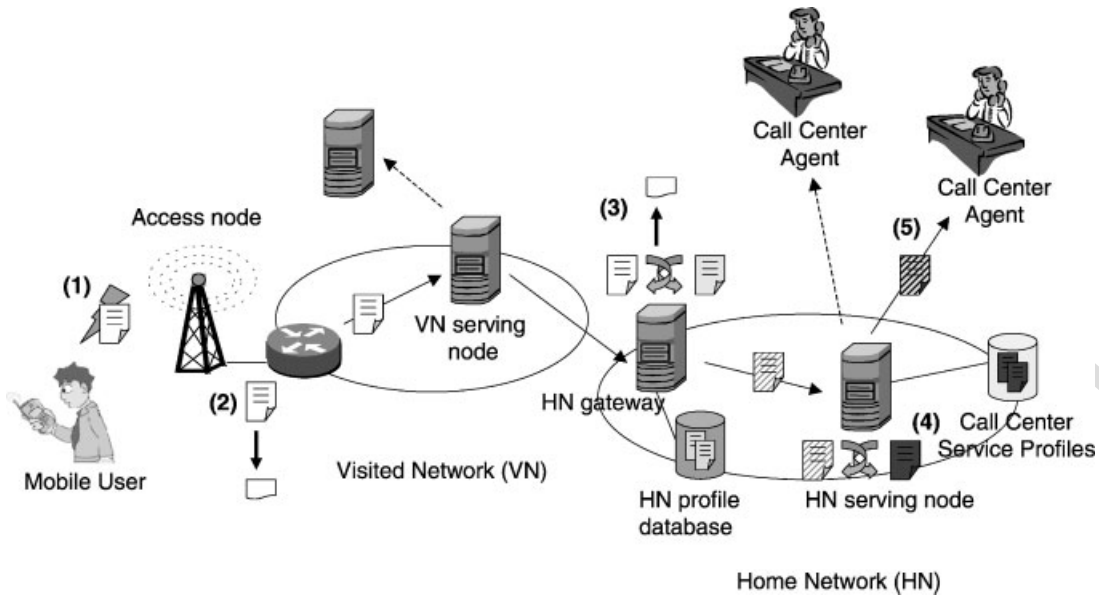 Call Center
Agent
Call Center
Agent
Access node
(3)
(5)
(1)
VN serving
node
(2)
HN gateway
(4)
Call Center
Service Profiles
Mobile User
Visited Network (VN)
HN profile
database
HN serving node
Home Network (HN)